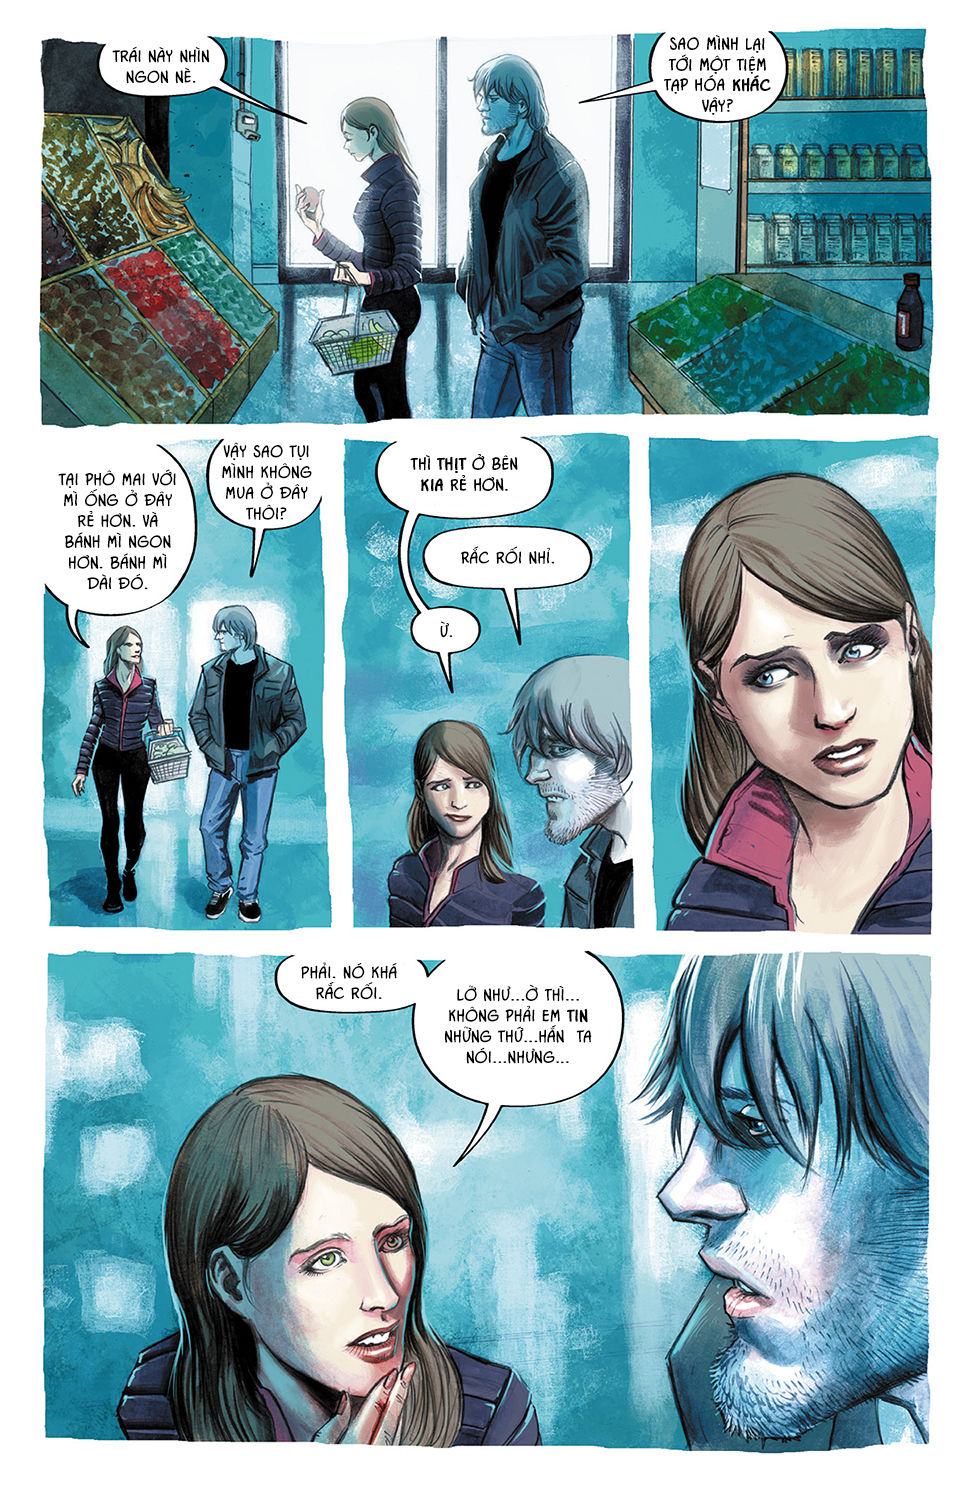 TRÁI NÀY NHÌN
NGON NÈ.
SAO MÌNH LẠI
TỚI MỘT TIỆM
TẠP HÓA KHÁC
VẬY?
TẠI PHÔ MAI VỚI
MÌ ỐNG Ở ĐÂY
RẺ HƠN. VÀ
BÁNH MÌ NGON
HƠN. BÁNH MÌ
DÀI ĐÓ.
VẬY SAO TỤI
MÌNH KHÔNG
MUA Ở ĐÂY
THÔI?
THÌ THỊT Ở BÊN
KIA RẺ HƠN.
RẮC RỐI NHỈ.
Ừ.
PHẢI. NÓ KHÁ
RẮC RỐI.
LỠ NHƯ...Ờ THÌ...
KHÔNG PHẢI EM TIN
NHỮNG THỨ...HẮN TA
NÓI...NHƯNG...